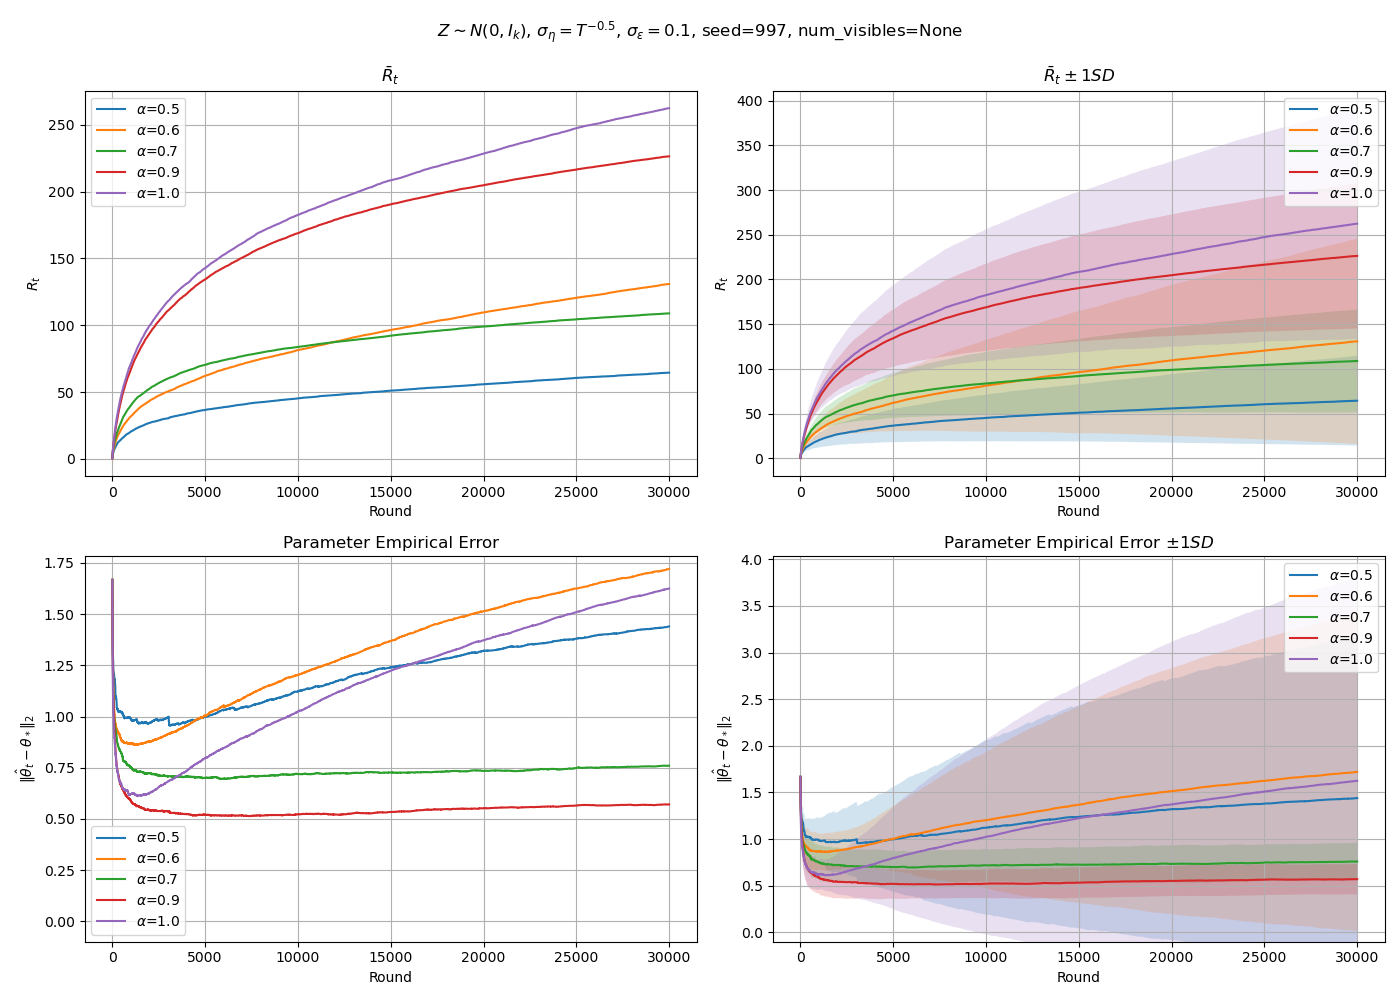 Z ~ N(0, I_k), σ_η = T^{−0.5}, σ_ε = 0.1, seed=997, num_visibles=None
R̄_t
250
200
150
100
50
0
R_t
0 5000 10000 15000 20000 25000 30000
Round
α=0.5
α=0.6
α=0.7
α=0.9
α=1.0
R̄_t ± 1SD
400
350
300
250
200
150
100
50
0
R_t
0 5000 10000 15000 20000 25000 30000
Round
α=0.5
α=0.6
α=0.7
α=0.9
α=1.0
Parameter Empirical Error
1.75
1.50
1.25
1.00
0.75
0.50
0.25
0.00
‖θ̂_t − θ_*‖_2
0 5000 10000 15000 20000 25000 30000
Round
α=0.5
α=0.6
α=0.7
α=0.9
α=1.0
Parameter Empirical Error ±1SD
4.0
3.5
3.0
2.5
2.0
1.5
1.0
0.5
0.0
‖θ̂_t − θ_*‖_2
0 5000 10000 15000 20000 25000 30000
Round
α=0.5
α=0.6
α=0.7
α=0.9
α=1.0